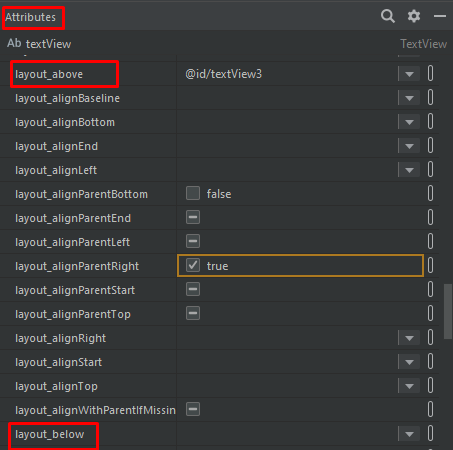 Attributes
Ab textView TextView
layout_above @id/textView3
layout_alignBaseline
layout_alignBottom
layout_alignEnd
layout_alignLeft
layout_alignParentBottom false
layout_alignParentEnd
layout_alignParentLeft
layout_alignParentRight true
layout_alignParentStart
layout_alignParentTop
layout_alignRight
layout_alignStart
layout_alignTop
layout_alignWithParentIfMissin
layout_below